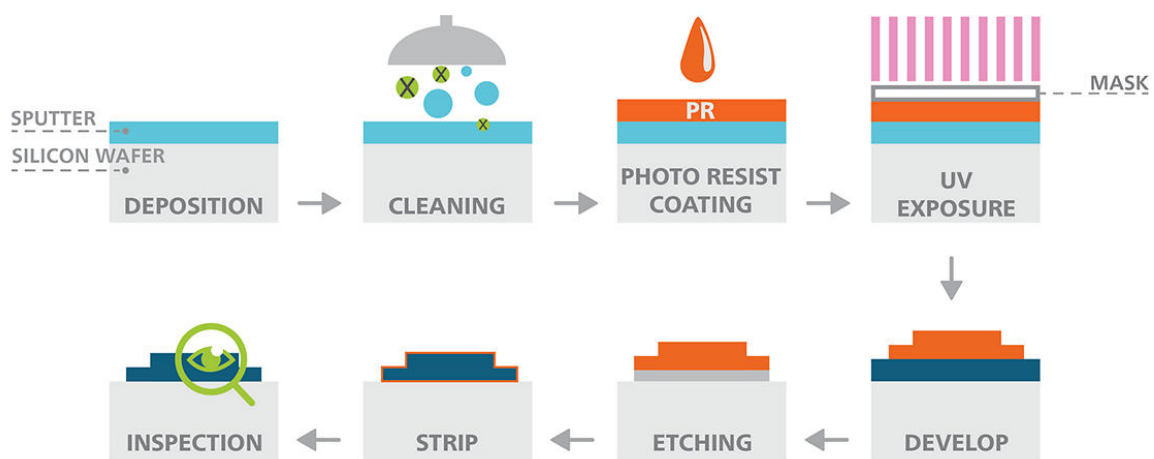 SPUTTER
SILICON WAFER
DEPOSITION
CLEANING
PR
PHOTO RESIST
COATING
MASK
UV
EXPOSURE
INSPECTION
STRIP
ETCHING
DEVELOP